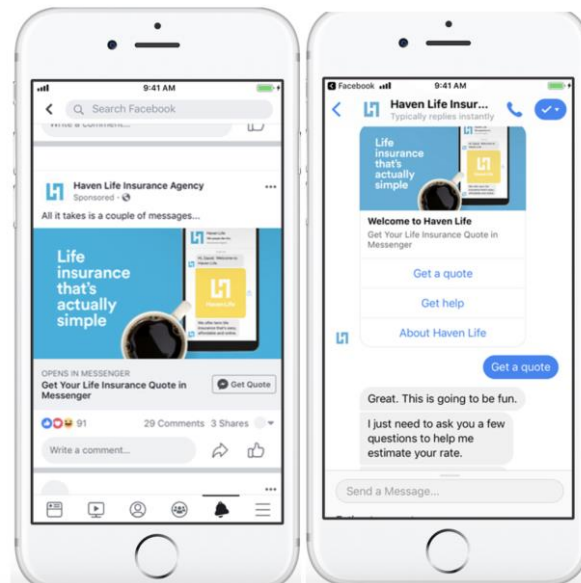 9:41 AM
Search Facebook
Write a comment...
Haven Life Insurance Agency
Sponsored ·
All it takes is a couple of messages...
Life
insurance
that's
actually
simple
Haven Life
OPENS IN MESSENGER
Get Your Life Insurance Quote in
Messenger
Get Quote
91
29 Comments 3 Shares
Write a comment...
Facebook
9:41 AM
Haven Life Insur...
Typically replies instantly
Life
insurance
that's
actually
simple
Welcome to Haven Life
Get Your Life Insurance Quote in
Messenger
Get a quote
Get help
About Haven Life
Get a quote
Great. This is going to be fun.
I just need to ask you a few
questions to help me
estimate your rate.
Send a Message...